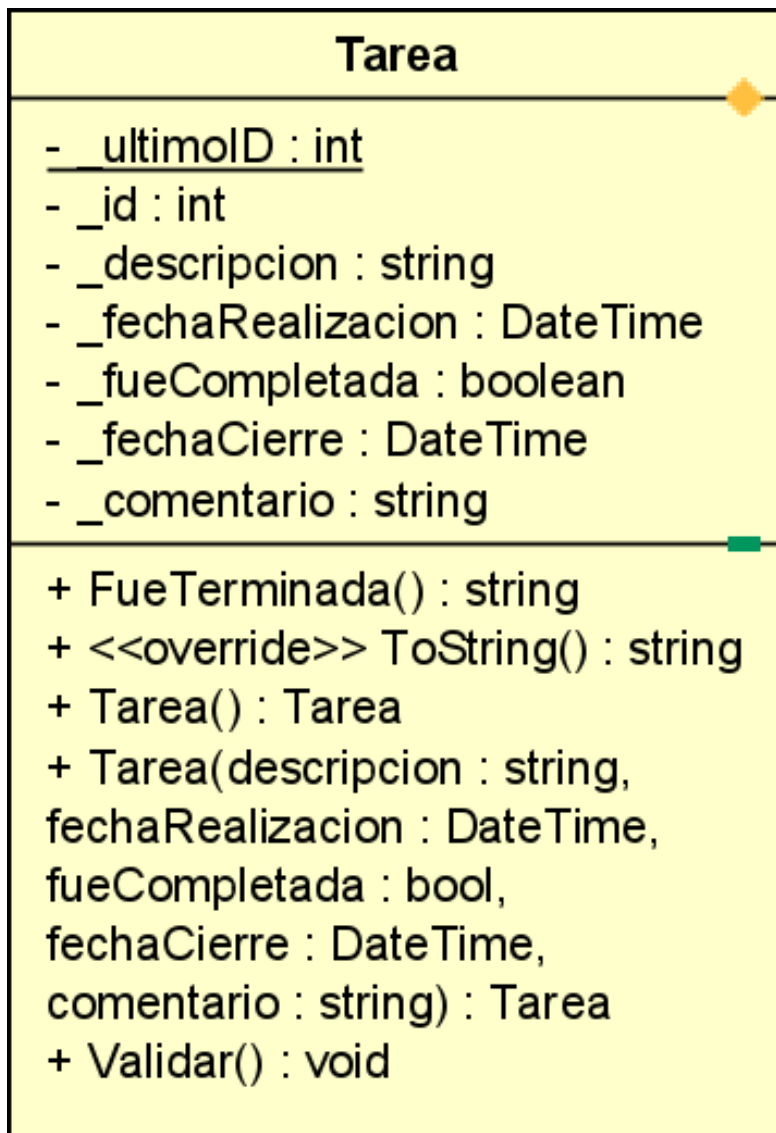 Tarea
- _ultimoID : int
- _id : int
- _descripcion : string
- _fechaRealizacion : DateTime
- _fueCompletada : boolean
- _fechaCierre : DateTime
- _comentario : string
+ FueTerminada() : string
+ <<override>> ToString() : string
+ Tarea() : Tarea
+ Tarea(descripcion : string,
fechaRealizacion : DateTime,
fueCompletada : bool,
fechaCierre : DateTime,
comentario : string) : Tarea
+ Validar() : void